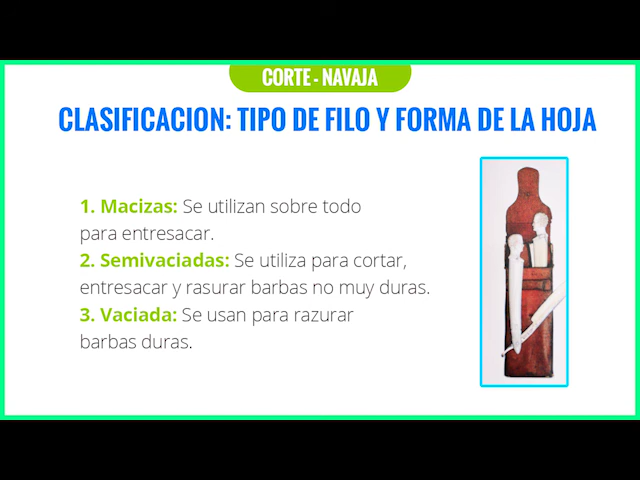 CORTE - NAVAJA
CLASIFICACION: TIPO DE FILO Y FORMA DE LA HOJA
1. Macizas: Se utilizan sobre todo
para entresacar.
2. Semivaciadas: Se utiliza para cortar,
entresacar y rasurar barbas no muy duras.
3. Vaciada: Se usan para razurar
barbas duras.